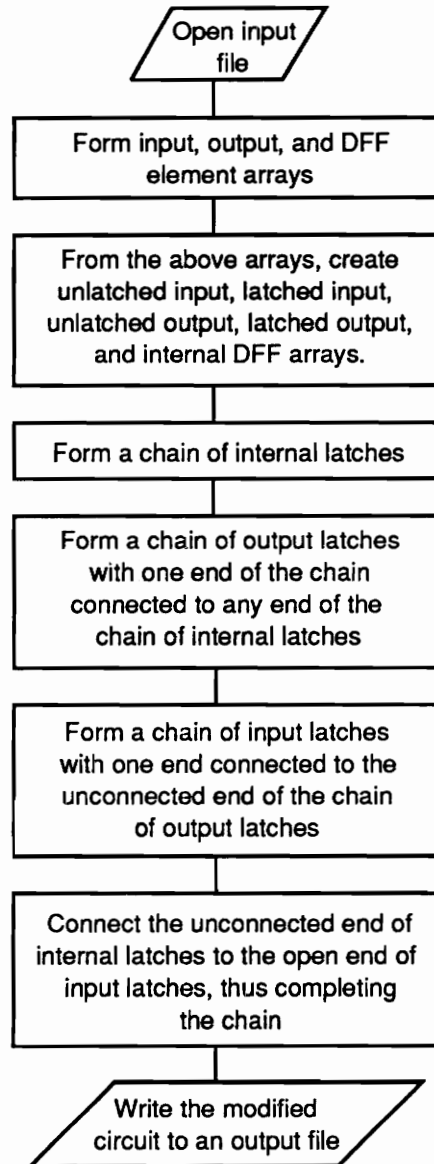 Open input
file
Form input, output, and DFF
element arrays
From the above arrays, create
unlatched input, latched input,
unlatched output, latched output,
and internal DFF arrays.
Form a chain of internal latches
Form a chain of output latches
with one end of the chain
connected to any end of the
chain of internal latches
Form a chain of input latches
with one end connected to the
unconnected end of the chain
of output latches
Connect the unconnected end of
internal latches to the open end of
input latches, thus completing
the chain
Write the modified
circuit to an output file